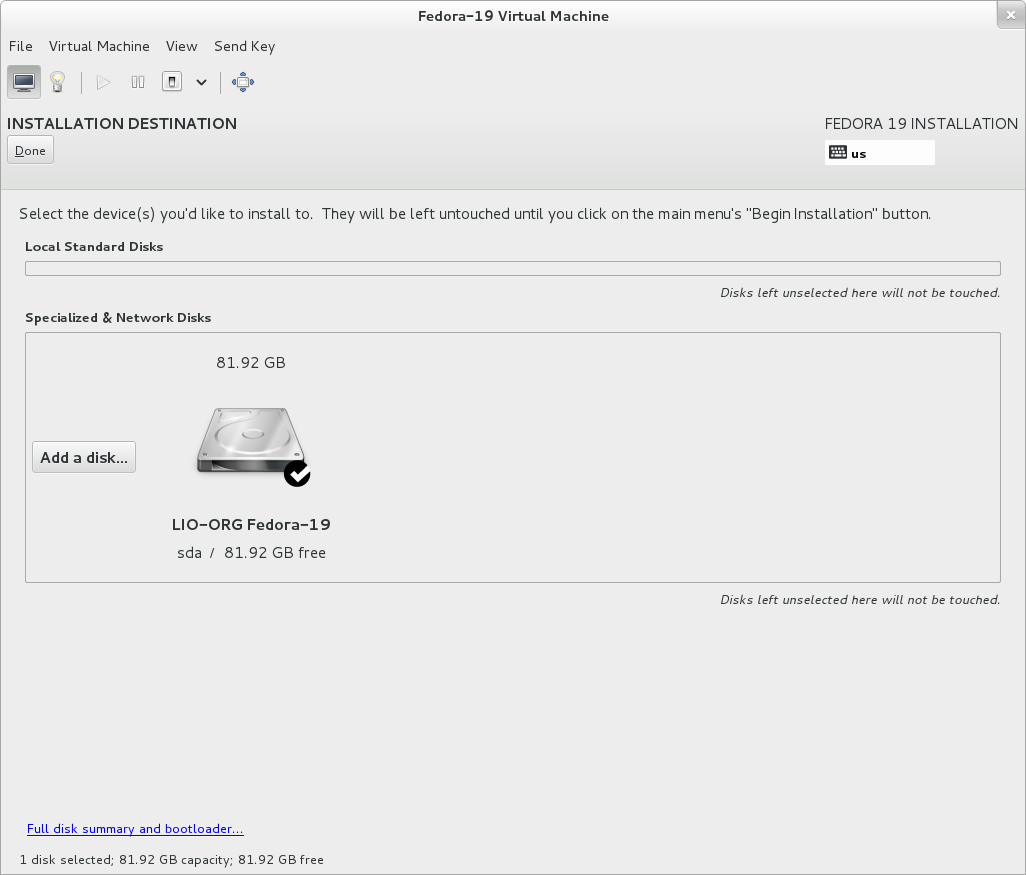 Fedora-19 Virtual Machine
File Virtual Machine View Send Key
INSTALLATION DESTINATION
FEDORA 19 INSTALLATION
Done
us
Select the device(s) you'd like to install to.  They will be left untouched until you click on the main menu's "Begin Installation" button.
Local Standard Disks
Disks left unselected here will not be touched.
Specialized & Network Disks
81.92 GB
Add a disk...
LIO-ORG Fedora-19
sda / 81.92 GB free
Disks left unselected here will not be touched.
Full disk summary and bootloader...
1 disk selected; 81.92 GB capacity; 81.92 GB free